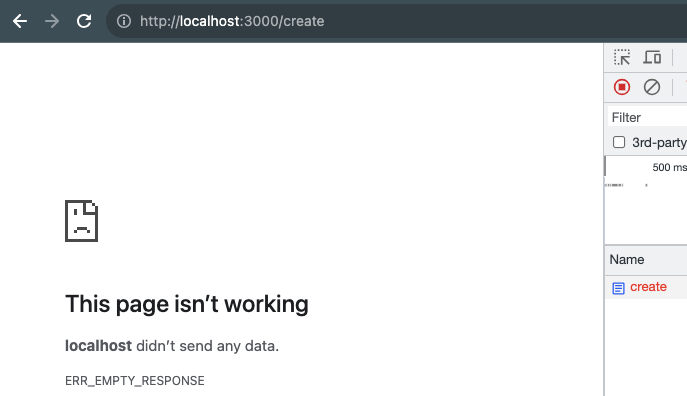 http://localhost:3000/create
Filter
3rd-party
500 ms
Name
create
This page isn’t working
localhost didn’t send any data.
ERR_EMPTY_RESPONSE